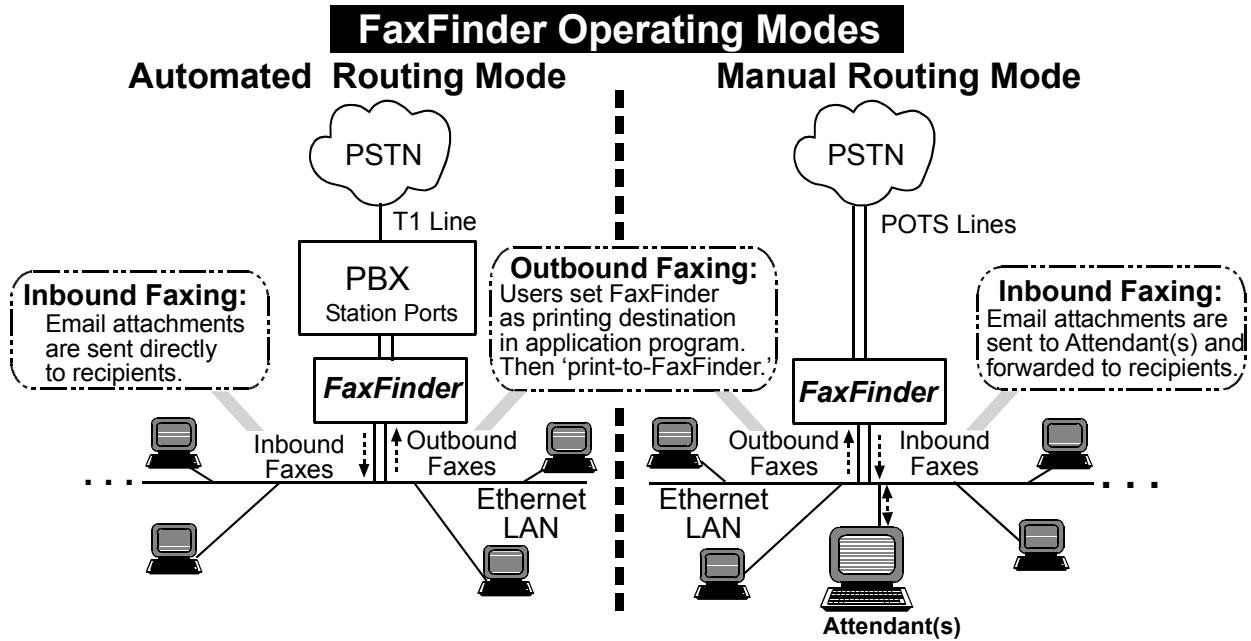 FaxFinder Operating Modes
Automated Routing Mode
PSTN
T1 Line
PBX
Station Ports
FaxFinder
Inbound Faxing:
Email attachments
are sent directly
to recipients.
Outbound Faxing:
Users set FaxFinder
as printing destination
in application program.
Then ‘print-to-FaxFinder.’
Inbound
Faxes
Outbound
Faxes
. . .
Ethernet
LAN
Manual Routing Mode
PSTN
POTS Lines
FaxFinder
Inbound Faxing:
Email attachments are
sent to Attendant(s) and
forwarded to recipients.
Outbound
Faxes
Inbound
Faxes
Ethernet
LAN
. . .
Attendant(s)